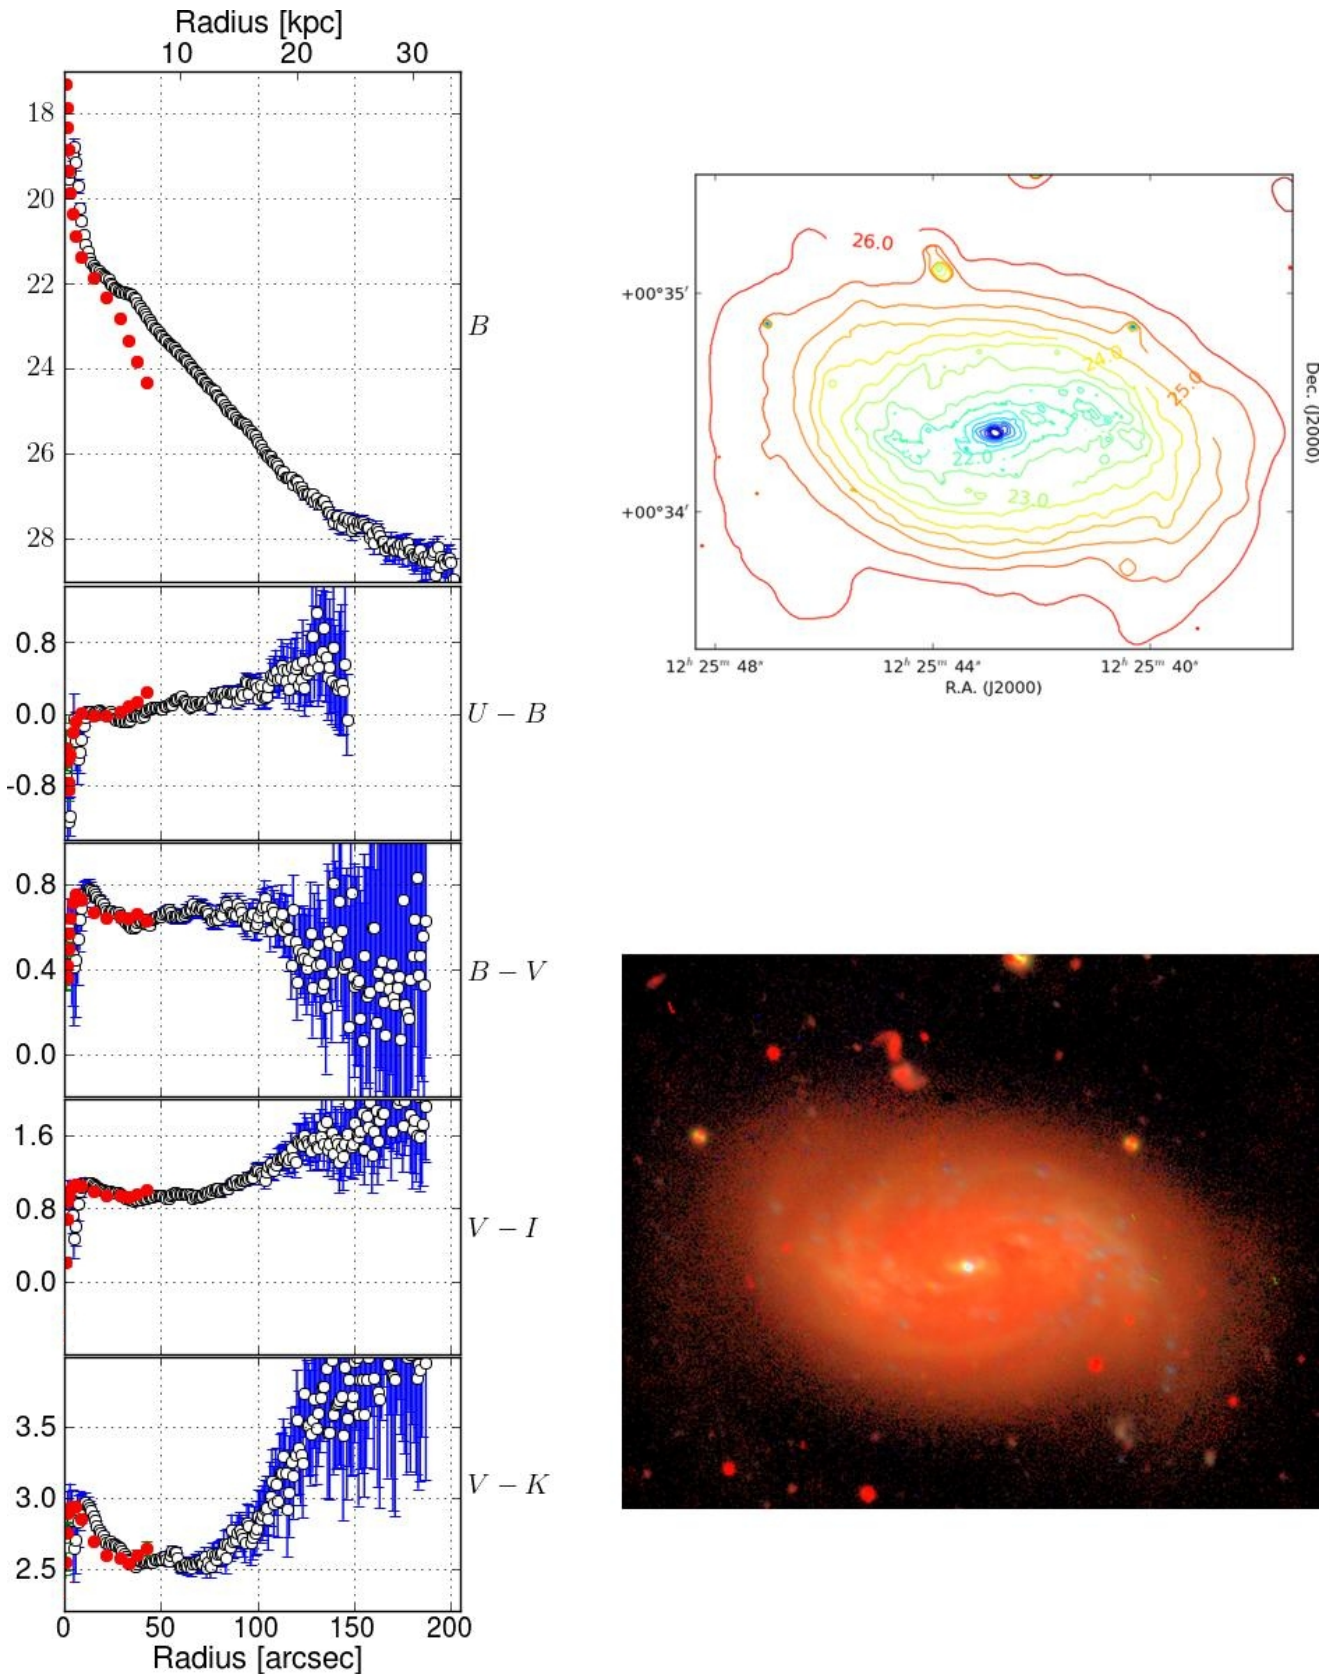 Radius [kpc]
10 20 30
18
20
22
24
26
28
B
0.8
0.0
-0.8
U − B
0.8
0.4
0.0
B − V
1.6
0.8
0.0
V − I
3.5
3.0
2.5
V − K
0 50 100 150 200
Radius [arcsec]
26.0
+00°35′
24.0
25.0
22.0
23.0
+00°34′
Dec. (J2000)
12ʰ 25ᵐ 48ˢ 12ʰ 25ᵐ 44ˢ 12ʰ 25ᵐ 40ˢ
R.A. (J2000)